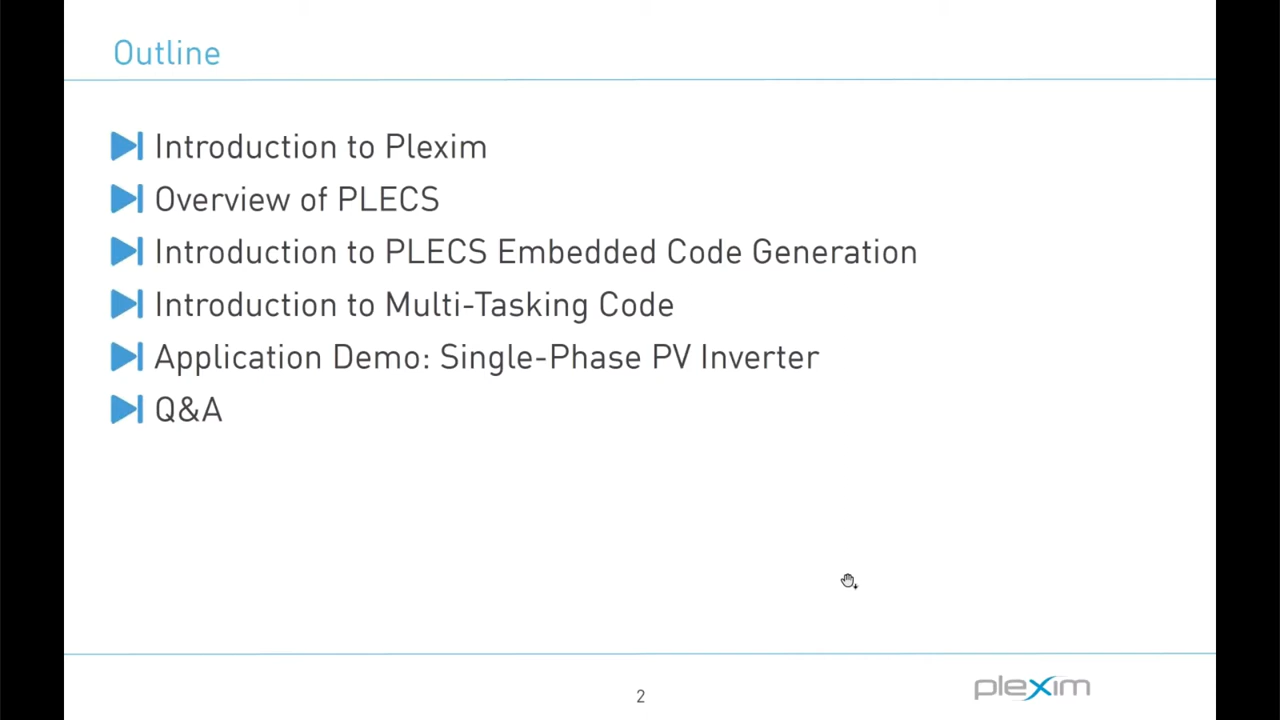 Outline
Introduction to Plexim
Overview of PLECS
Introduction to PLECS Embedded Code Generation
Introduction to Multi-Tasking Code
Application Demo: Single-Phase PV Inverter
Q&A
2
plexim